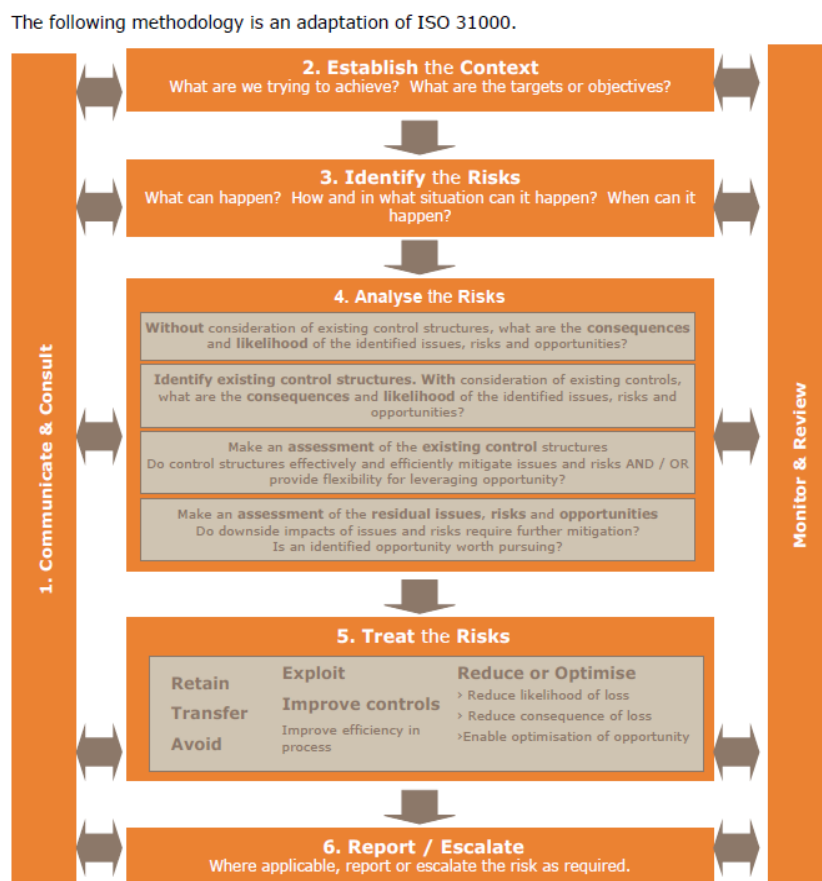 The following methodology is an adaptation of ISO 31000.
1. Communicate & Consult
2. Establish the Context
What are we trying to achieve?  What are the targets or objectives?
3. Identify the Risks
What can happen?  How and in what situation can it happen?  When can it
happen?
4. Analyse the Risks
Without consideration of existing control structures, what are the consequences
and likelihood of the identified issues, risks and opportunities?
Identify existing control structures. With consideration of existing controls,
what are the consequences and likelihood of the identified issues, risks and
opportunities?
Make an assessment of the existing control structures
Do control structures effectively and efficiently mitigate issues and risks AND / OR
provide flexibility for leveraging opportunity?
Make an assessment of the residual issues, risks and opportunities
Do downside impacts of issues and risks require further mitigation?
Is an identified opportunity worth pursuing?
5. Treat the Risks
Retain
Transfer
Avoid
Exploit
Improve controls
Improve efficiency in
process
Reduce or Optimise
› Reduce likelihood of loss
› Reduce consequence of loss
›Enable optimisation of opportunity
6. Report / Escalate
Where applicable, report or escalate the risk as required.
Monitor & Review